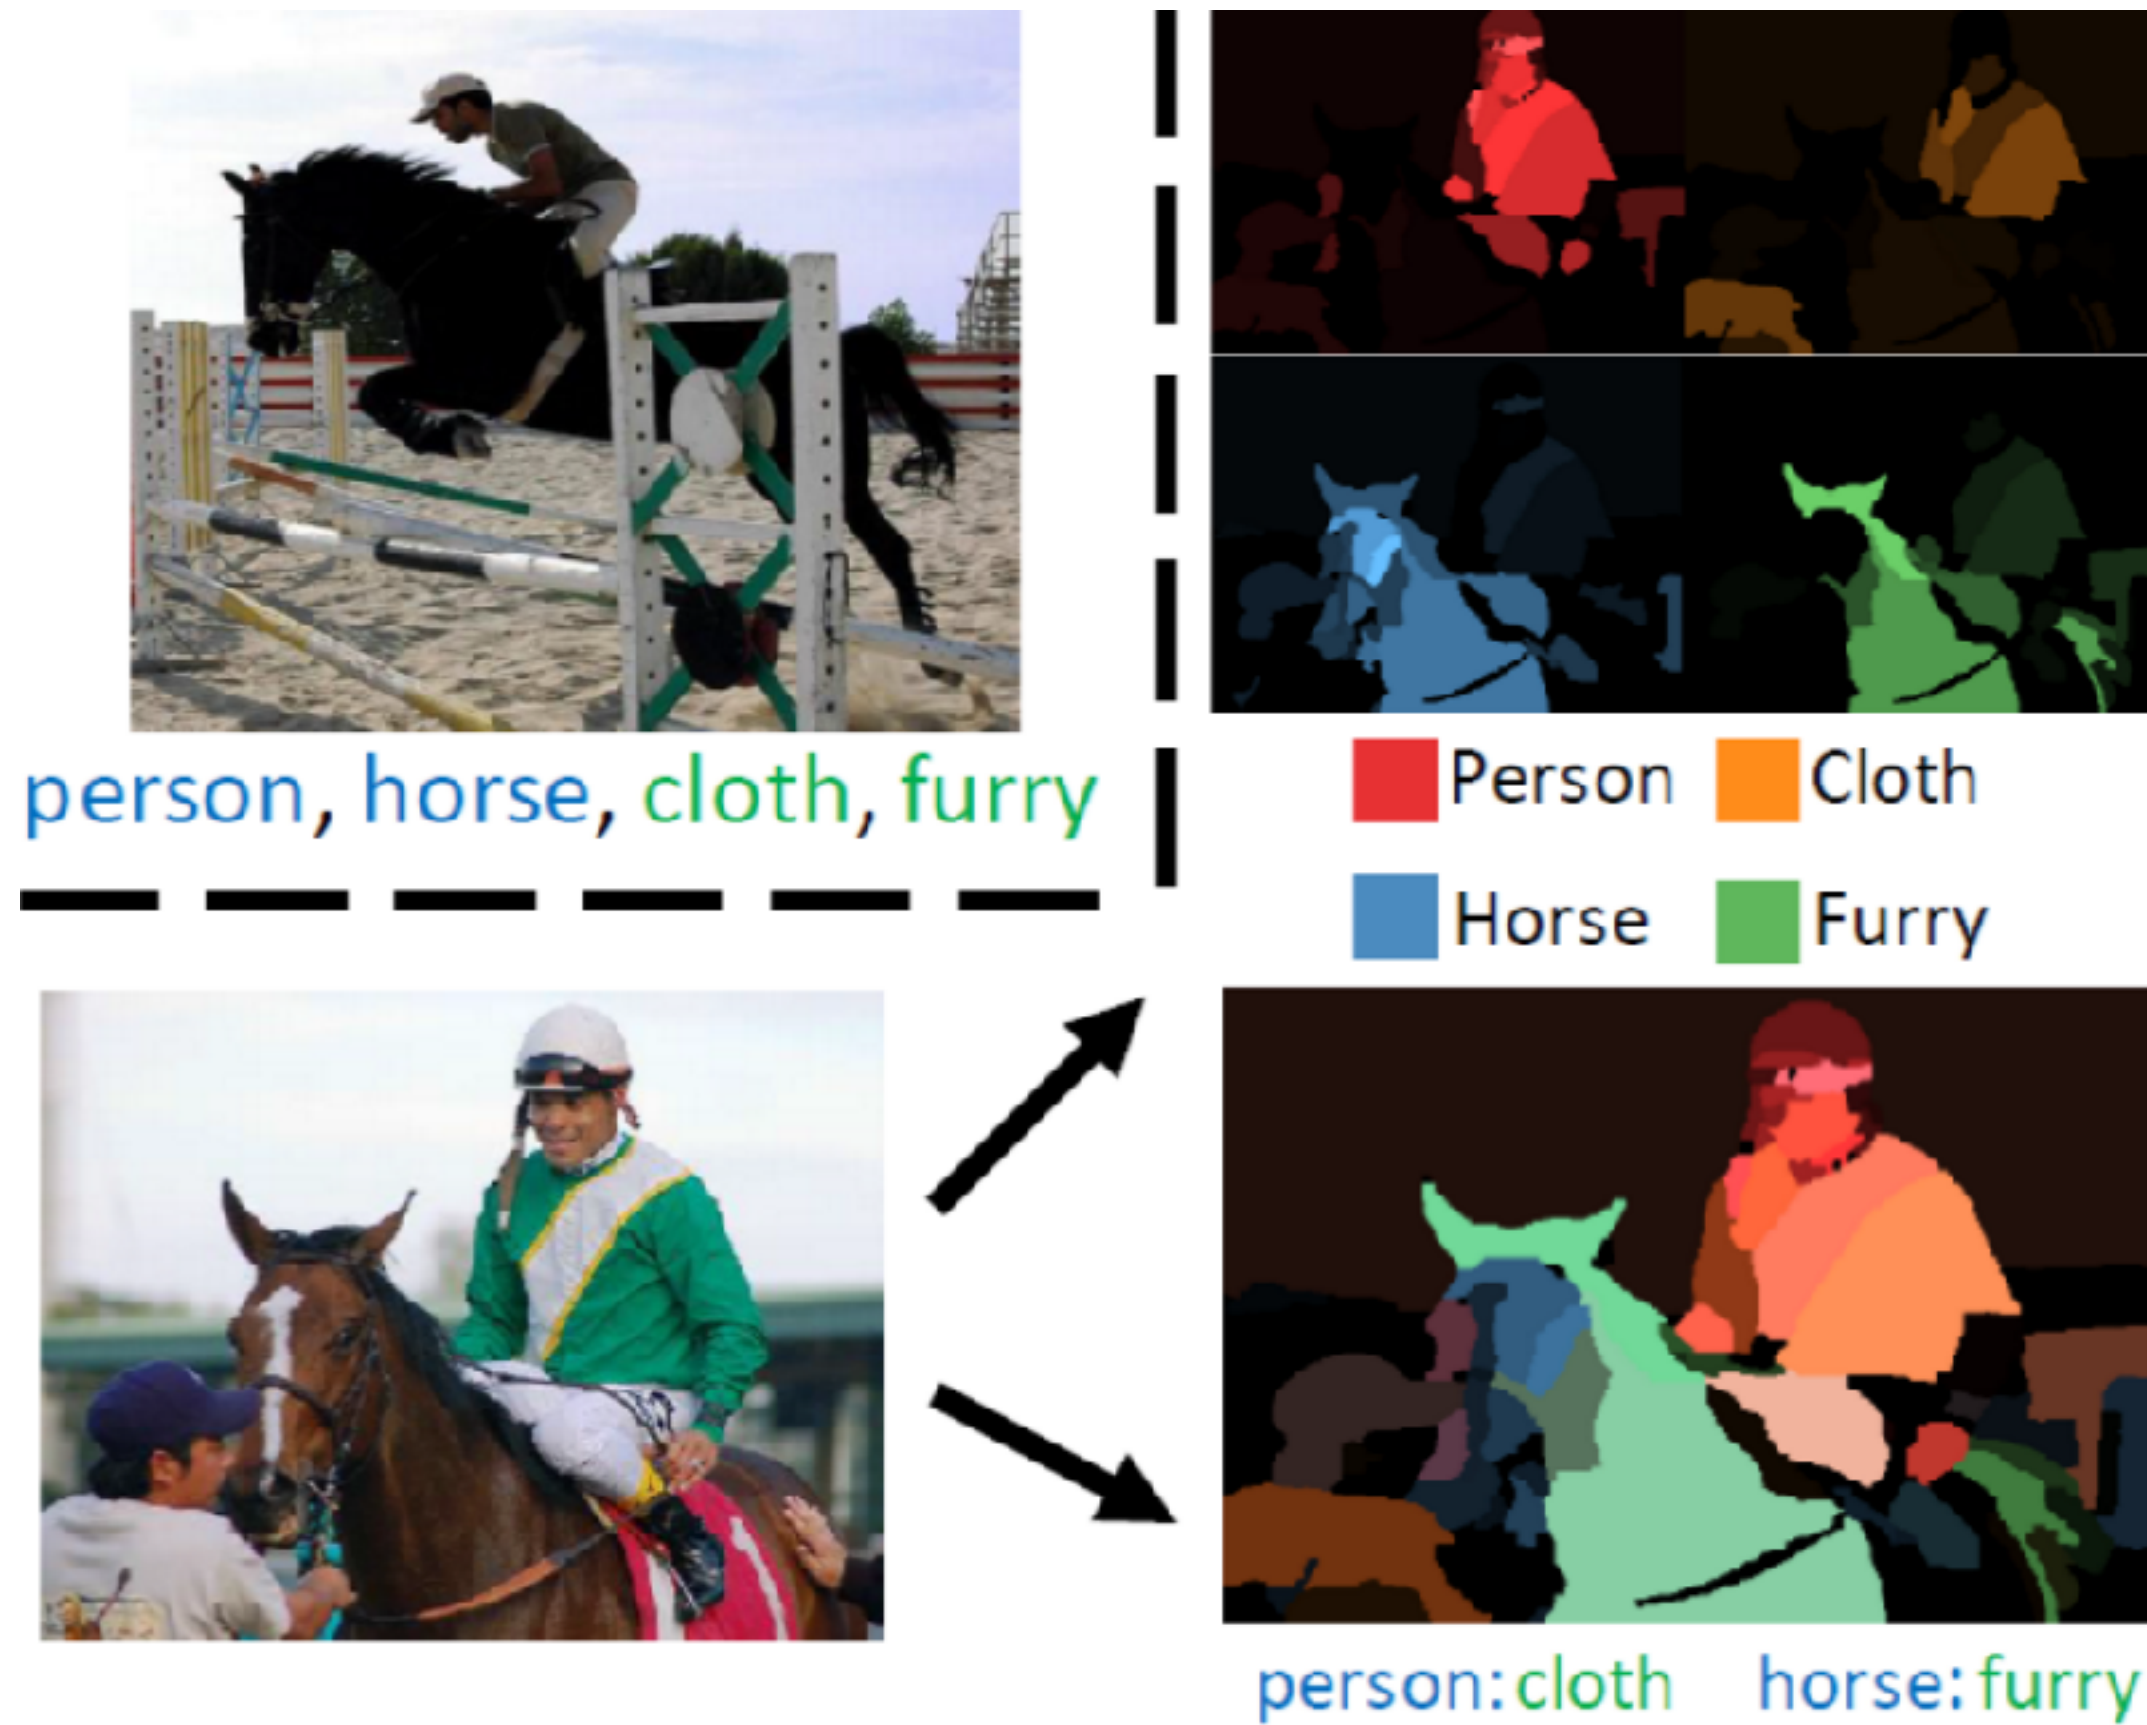 person, horse, cloth, furry
Person
Cloth
Horse
Furry
person: cloth
horse: furry